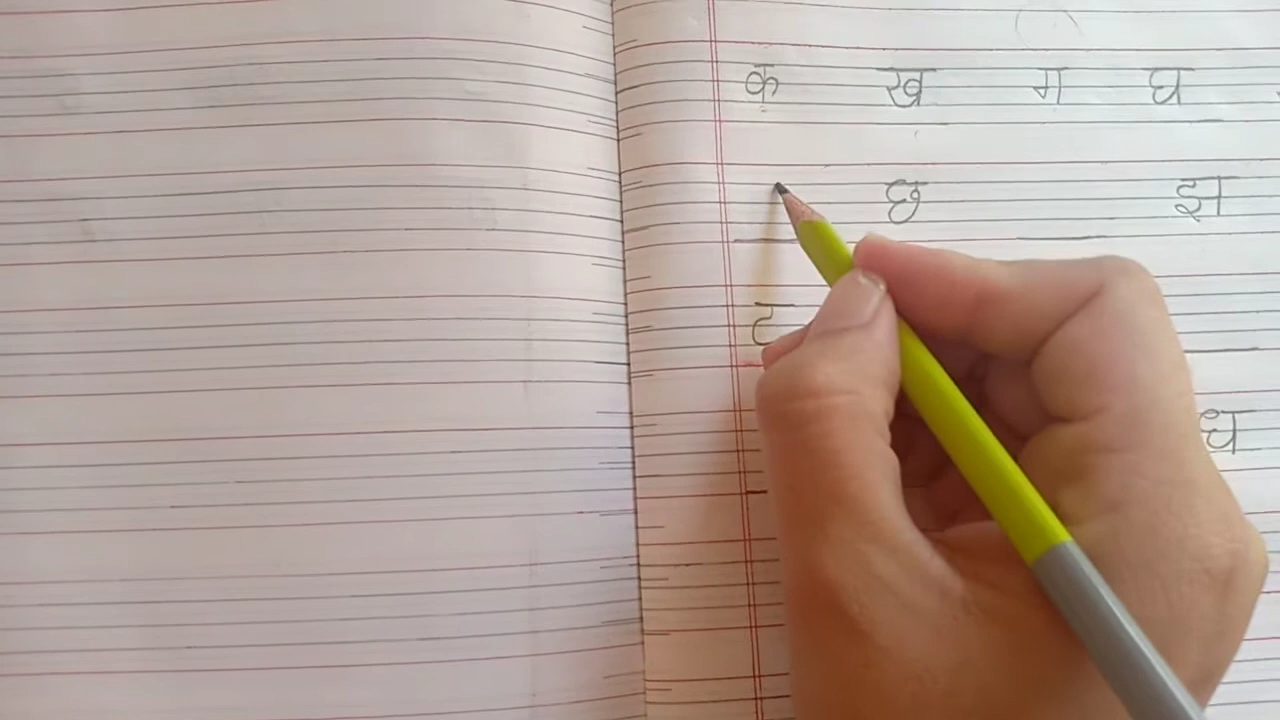 क ख ग घ
छ झ
ट
ध